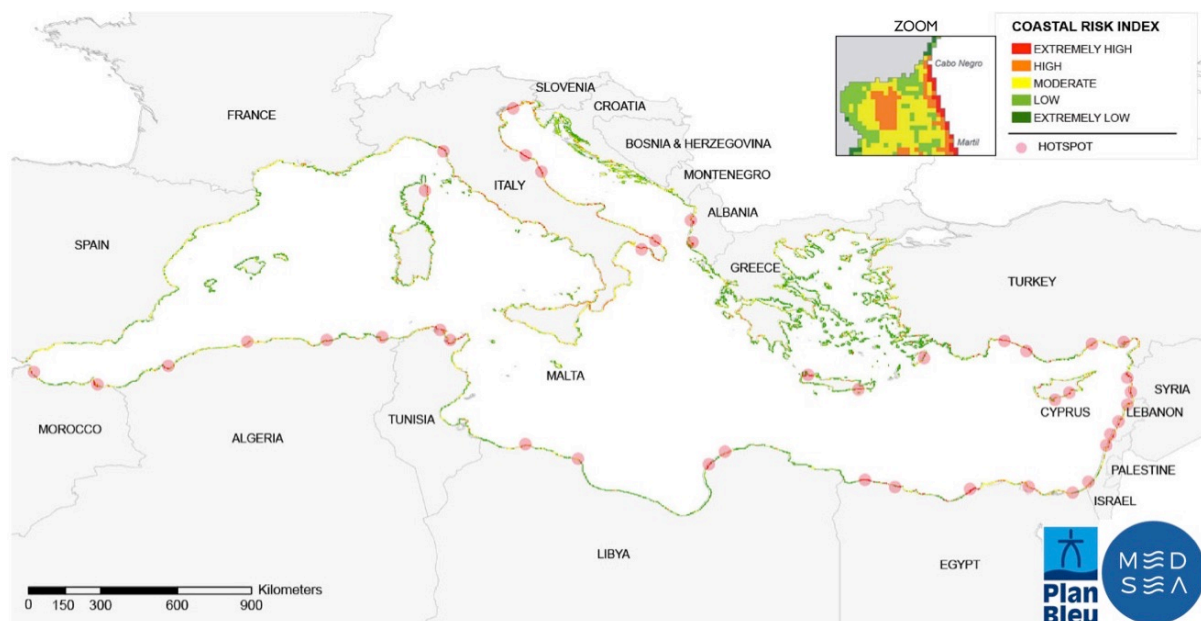 ZOOM
Cabo Negro
Martil
COASTAL RISK INDEX
EXTREMELY HIGH
HIGH
MODERATE
LOW
EXTREMELY LOW
HOTSPOT
SLOVENIA
CROATIA
FRANCE
BOSNIA & HERZEGOVINA
MONTENEGRO
ITALY
ALBANIA
SPAIN
GREECE
TURKEY
MALTA
SYRIA
CYPRUS
LEBANON
MOROCCO
ALGERIA
TUNISIA
PALESTINE
ISRAEL
LIBYA
EGYPT
Kilometers
0 150 300 600 900
Plan
Bleu
MED
SEA